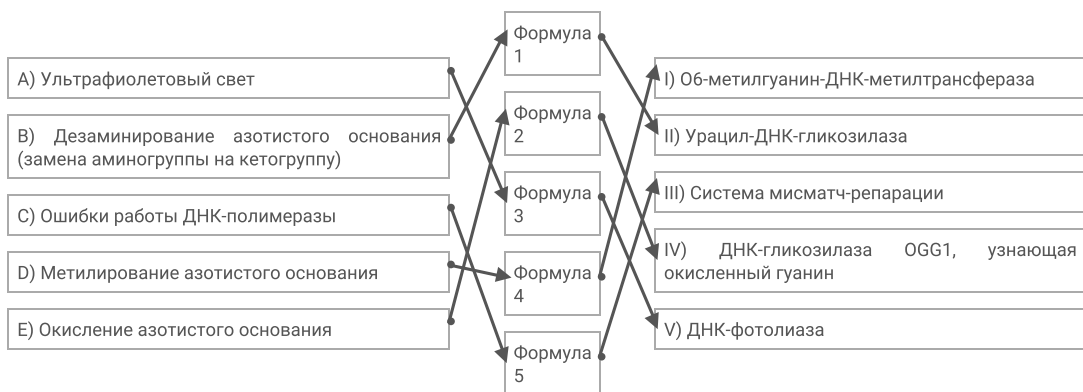 A) Ультрафиолетовый свет
B) Дезаминирование азотистого основания
(замена аминогруппы на кетогруппу)
C) Ошибки работы ДНК-полимеразы
D) Метилирование азотистого основания
E) Окисление азотистого основания
Формула
1
Формула
2
Формула
3
Формула
4
Формула
5
I) O6-метилгуанин-ДНК-метилтрансфераза
II) Урацил-ДНК-гликозилаза
III) Система мисматч-репарации
IV) ДНК-гликозилаза OGG1, узнающая
окисленный гуанин
V) ДНК-фотолиаза